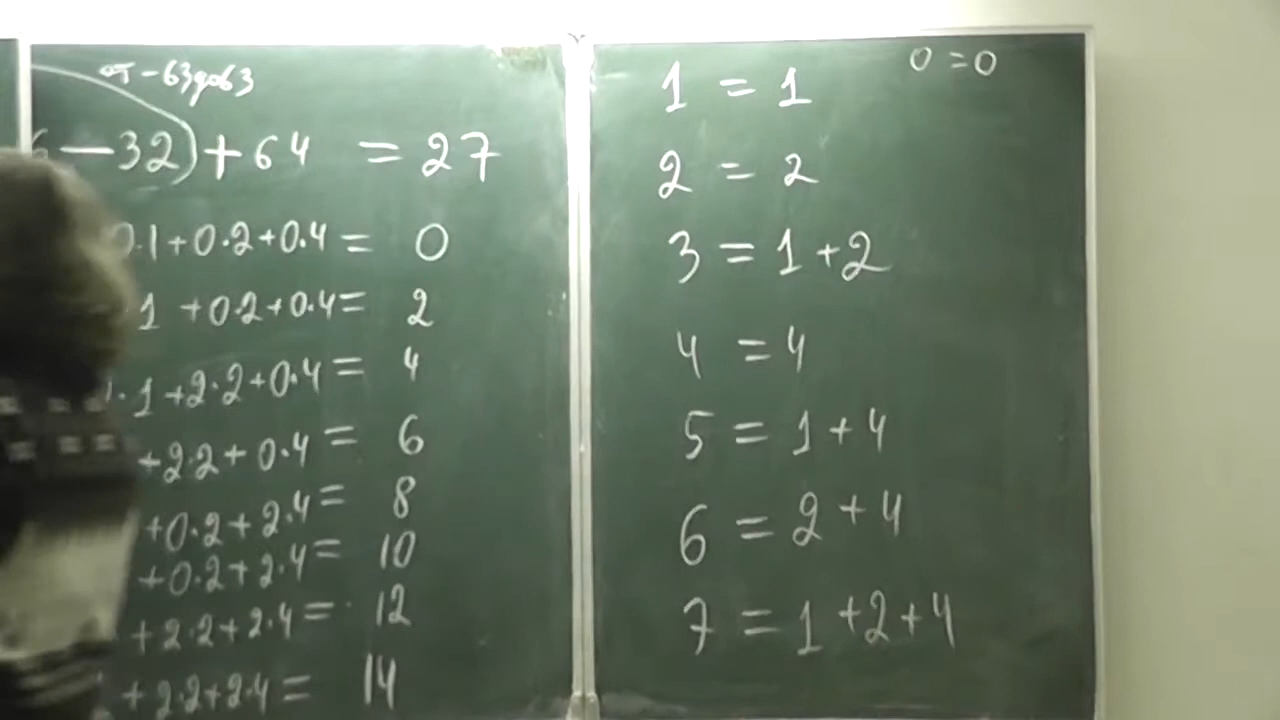 от -63 до 63
-32) + 64 = 27
0·1+0·2+0·4 = 0
1 +0·2+0·4 = 2
·1+2·2+0·4 = 4
+2·2+0·4 = 6
+0·2+2·4 = 8
+0·2+2·4 = 10
+2·2+2·4 = 12
+2·2+2·4 = 14
0 = 0
1 = 1
2 = 2
3 = 1+2
4 = 4
5 = 1+4
6 = 2+4
7 = 1+2+4